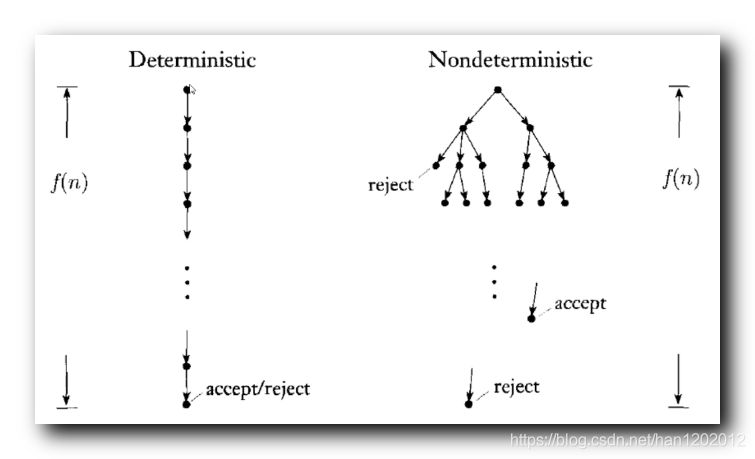 Deterministic
Nondeterministic
f(n)
reject
f(n)
accept
accept/reject
reject
https://blog.csdn.net/han1202012